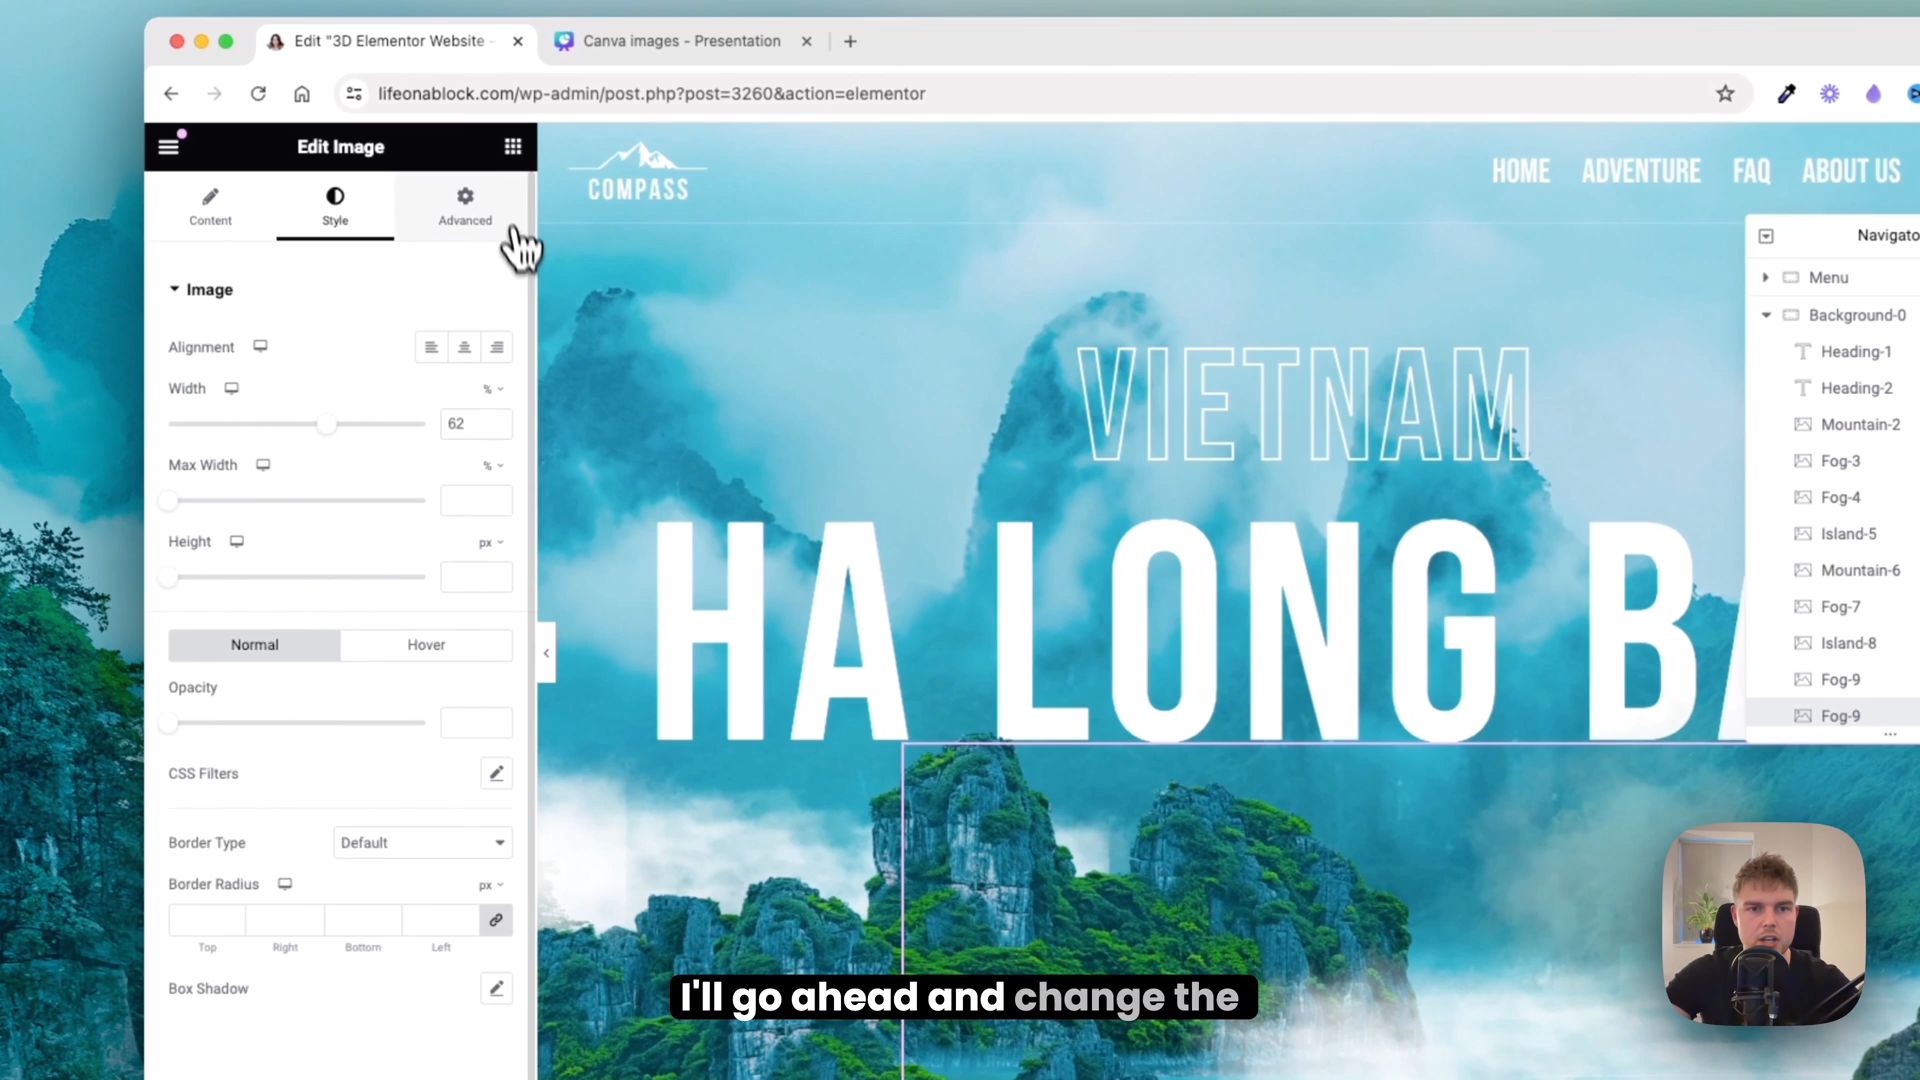 Edit "3D Elementor Website -
Canva images - Presentation
lifeonablock.com/wp-admin/post.php?post=3260&action=elementor
Edit Image
Content
Style
Advanced
Image
Alignment
Width
%
62
Max Width
%
Height
px
Normal
Hover
Opacity
CSS Filters
Border Type
Default
Border Radius
px
Top
Right
Bottom
Left
Box Shadow
COMPASS
HOME
ADVENTURE
FAQ
ABOUT US
VIETNAM
HA LONG BA
Navigato
Menu
Background-0
Heading-1
Heading-2
Mountain-2
Fog-3
Fog-4
Island-5
Mountain-6
Fog-7
Island-8
Fog-9
Fog-9
I'll go ahead and change the